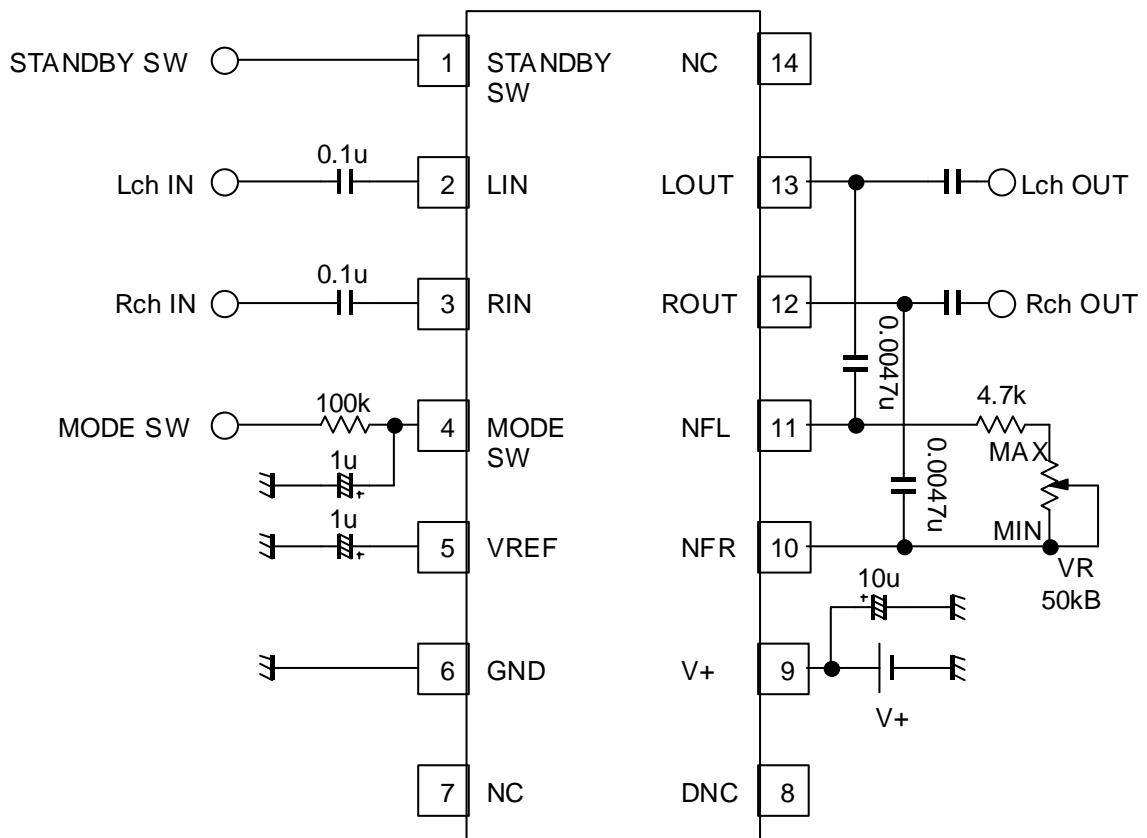 STANDBY SW
1
STANDBY
SW
NC
14
0.1u
Lch IN
2
LIN
LOUT
13
Lch OUT
0.1u
Rch IN
3
RIN
ROUT
12
Rch OUT
0.0047u
100k
MODE SW
4
MODE
SW
NFL
11
4.7k
MAX
1u
+
0.0047u
1u
+
5
VREF
NFR
10
MIN
VR
50kB
10u
+
6
GND
V+
9
V+
7
NC
DNC
8